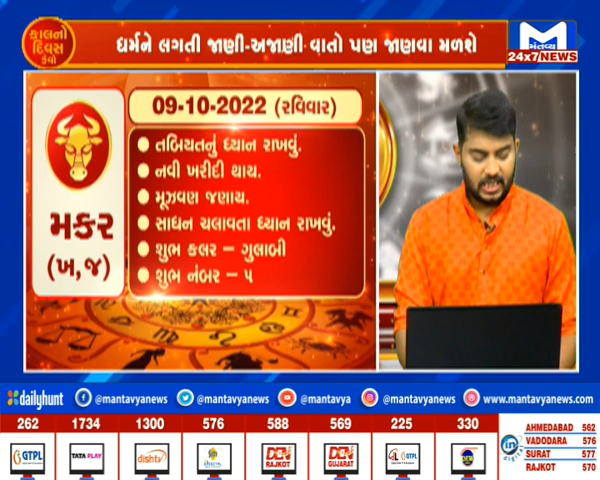 કાલનો
દિવસ
કેવો
ધર્મને લગતી જાણી-અજાણી વાતો પણ જાણવા મળશે
મંતવ્ય
24x7NEWS
09-10-2022 (રવિવાર)
તબિયતનું ધ્યાન રાખવું.
નવી ખરીદી થાય.
મૂઝવણ જણાય.
સાધન ચલાવતા ધ્યાન રાખવું.
શુભ કલર – ગુલાબી
શુભ નંબર – ૫
મકર
(ખ,જ)
dailyhunt
@mantavyanews
@mantavyanews
@mantavya
@mantavyanews
www.mantavyanews.com
262 1734 1300 576 588 569 225 330
GTPL
TATA PLAY
dishtv
DEN RAJKOT
DEN GUJARAT
in digital
AHMEDABAD 562
VADODARA 576
SURAT 577
RAJKOT 570